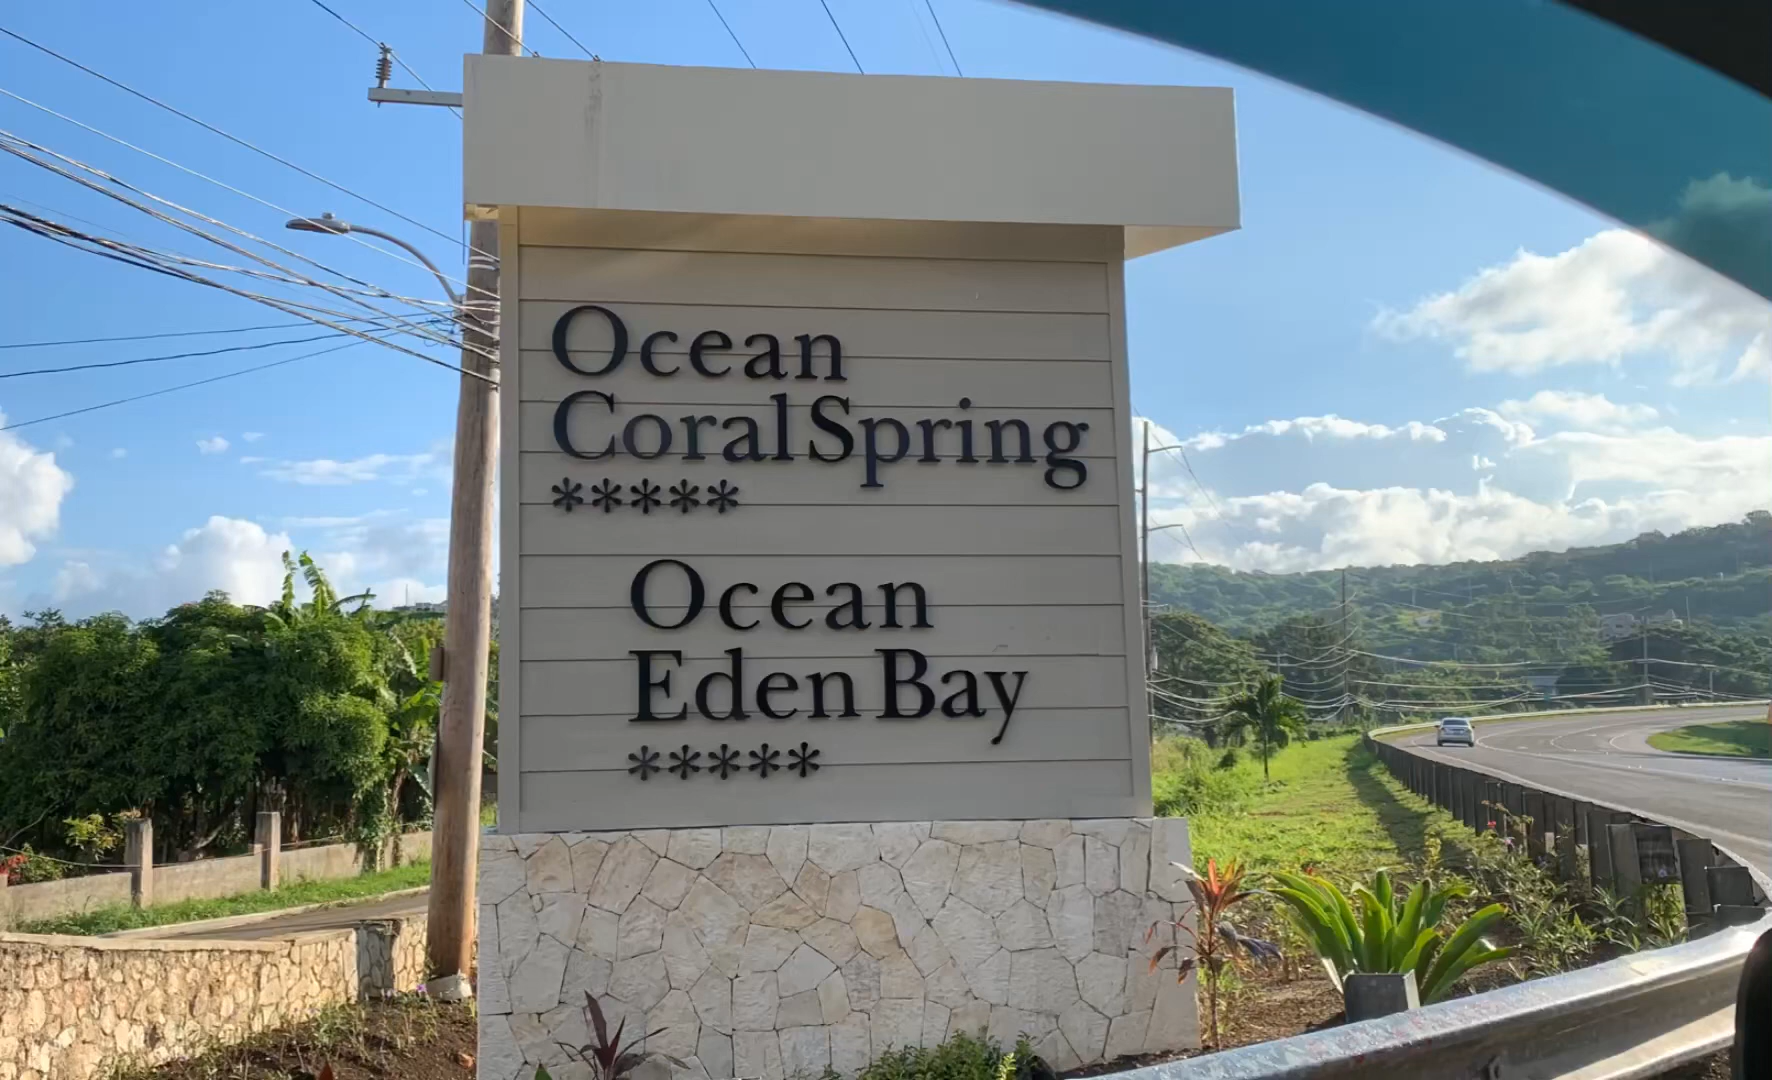 Ocean
Coral Spring
*****
Ocean
Eden Bay
*****